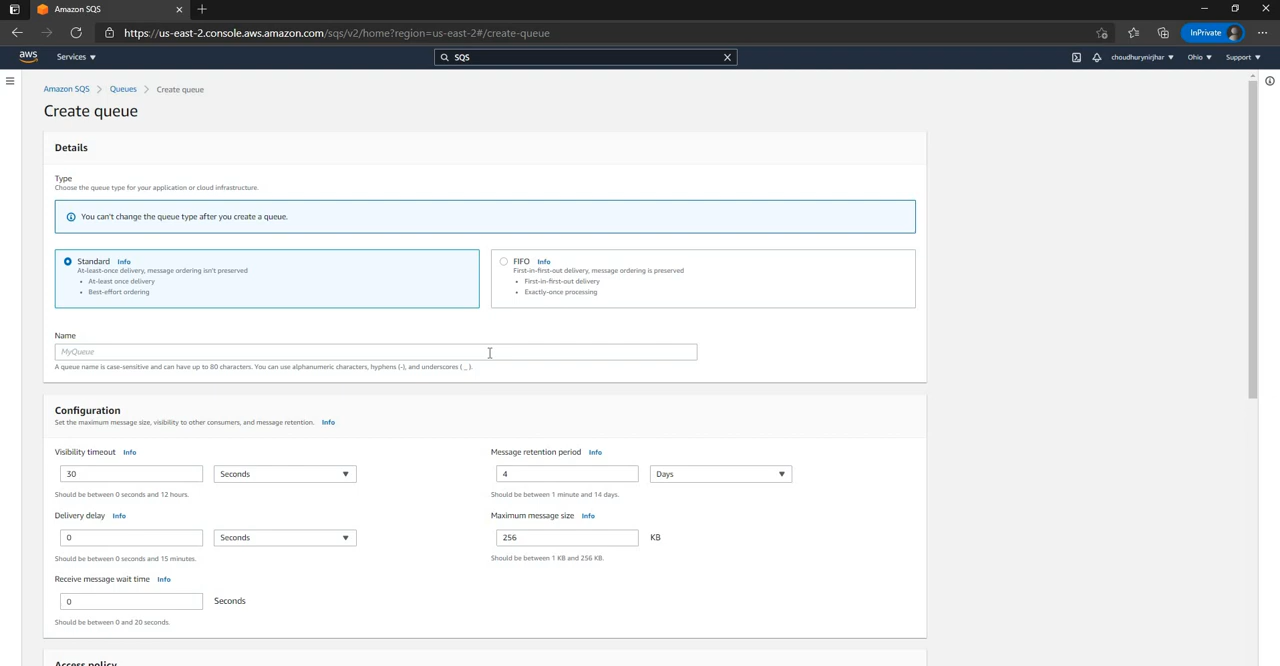 Amazon SQS
https://us-east-2.console.aws.amazon.com/sqs/v2/home?region=us-east-2#/create-queue
InPrivate
aws
Services
SQS
choudhurynirjhar
Ohio
Support
Amazon SQS > Queues > Create queue
Create queue
Details
Type
Choose the queue type for your application or cloud infrastructure.
You can't change the queue type after you create a queue.
Standard Info
At-least-once delivery, message ordering isn't preserved
• At-least once delivery
• Best-effort ordering
FIFO Info
First-in-first-out delivery, message ordering is preserved
• First-in-first-out delivery
• Exactly-once processing
Name
MyQueue
A queue name is case-sensitive and can have up to 80 characters. You can use alphanumeric characters, hyphens (-), and underscores ( _ ).
Configuration
Set the maximum message size, visibility to other consumers, and message retention. Info
Visibility timeout Info
30 Seconds
Should be between 0 seconds and 12 hours.
Message retention period Info
4 Days
Should be between 1 minute and 14 days.
Delivery delay Info
0 Seconds
Should be between 0 seconds and 15 minutes.
Maximum message size Info
256 KB
Should be between 1 KB and 256 KB.
Receive message wait time Info
0 Seconds
Should be between 0 and 20 seconds.
Access policy